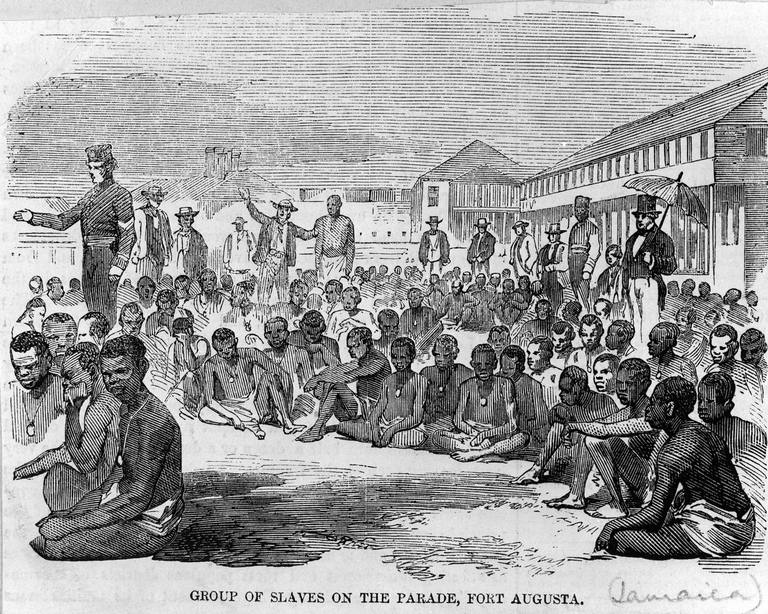 GROUP OF SLAVES ON THE PARADE, FORT AUGUSTA.
(Jamaica)